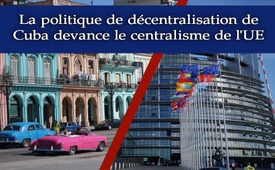 La politique de décentralisation de
Cuba devance le centralisme de l'UE